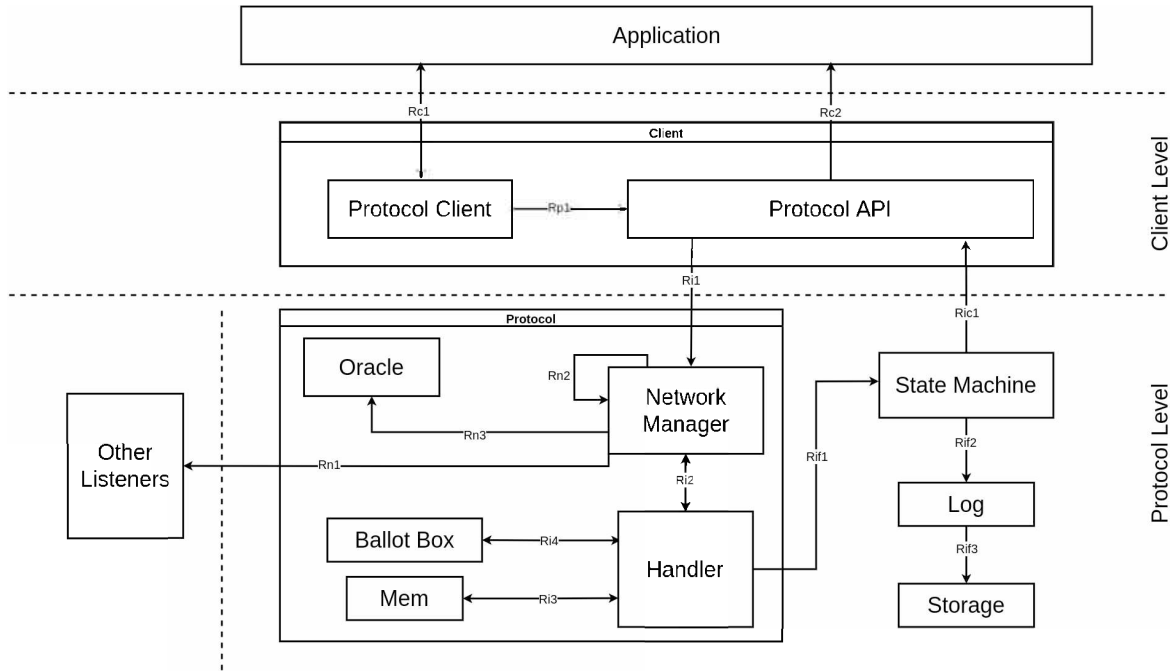 Application
Rc1
Rc2
Client
Protocol Client
Rp1
Protocol API
Client Level
Ri1
Ric1
Protocol
Oracle
Rn2
Network
Manager
State Machine
Rn3
Other
Listeners
Rn1
Rif1
Rif2
Ri2
Log
Protocol Level
Ballot Box
Ri4
Handler
Rif3
Mem
Ri3
Storage